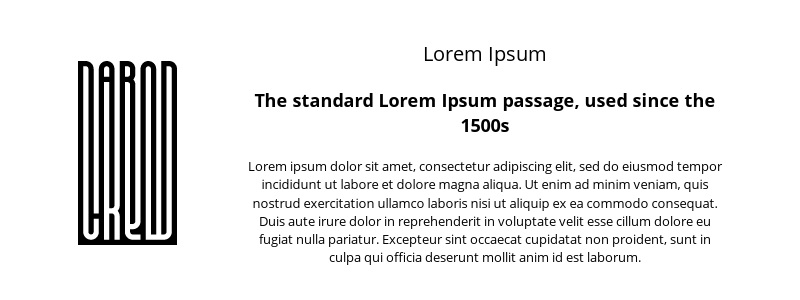 NAROD
CREW
Lorem Ipsum
The standard Lorem Ipsum passage, used since the
1500s
Lorem ipsum dolor sit amet, consectetur adipiscing elit, sed do eiusmod tempor
incididunt ut labore et dolore magna aliqua. Ut enim ad minim veniam, quis
nostrud exercitation ullamco laboris nisi ut aliquip ex ea commodo consequat.
Duis aute irure dolor in reprehenderit in voluptate velit esse cillum dolore eu
fugiat nulla pariatur. Excepteur sint occaecat cupidatat non proident, sunt in
culpa qui officia deserunt mollit anim id est laborum.